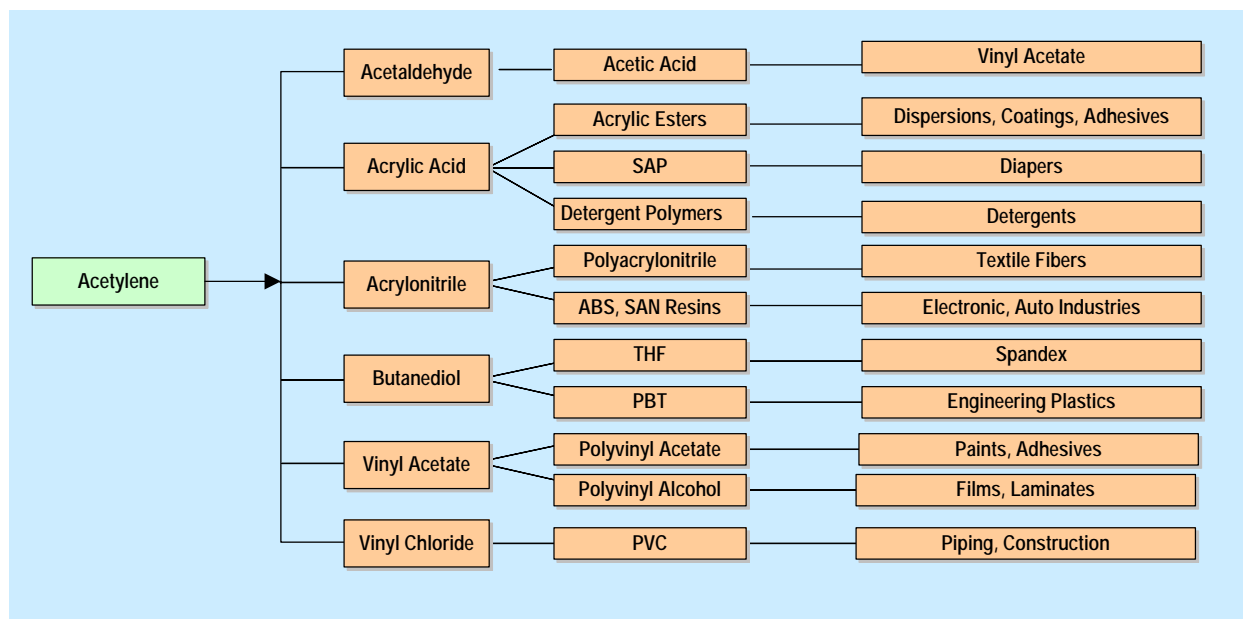 Acetaldehyde
Acetic Acid
Vinyl Acetate
Acrylic Acid
Acrylic Esters
Dispersions, Coatings, Adhesives
SAP
Diapers
Detergent Polymers
Detergents
Acetylene
Acrylonitrile
Polyacrylonitrile
Textile Fibers
ABS, SAN Resins
Electronic, Auto Industries
Butanediol
THF
Spandex
PBT
Engineering Plastics
Vinyl Acetate
Polyvinyl Acetate
Paints, Adhesives
Polyvinyl Alcohol
Films, Laminates
Vinyl Chloride
PVC
Piping, Construction